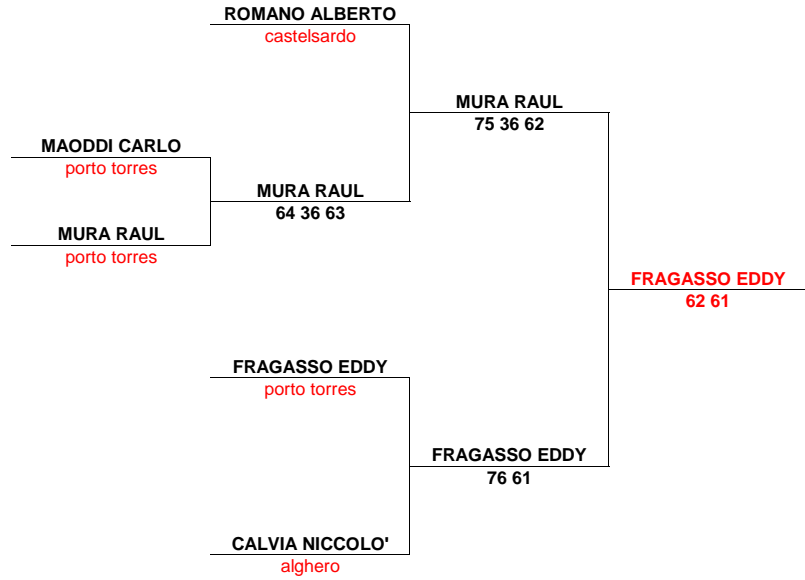 ROMANO ALBERTO
castelsardo
MURA RAUL
75 36 62
MAODDI CARLO
porto torres
MURA RAUL
64 36 63
MURA RAUL
porto torres
FRAGASSO EDDY
62 61
FRAGASSO EDDY
porto torres
FRAGASSO EDDY
76 61
CALVIA NICCOLO'
alghero